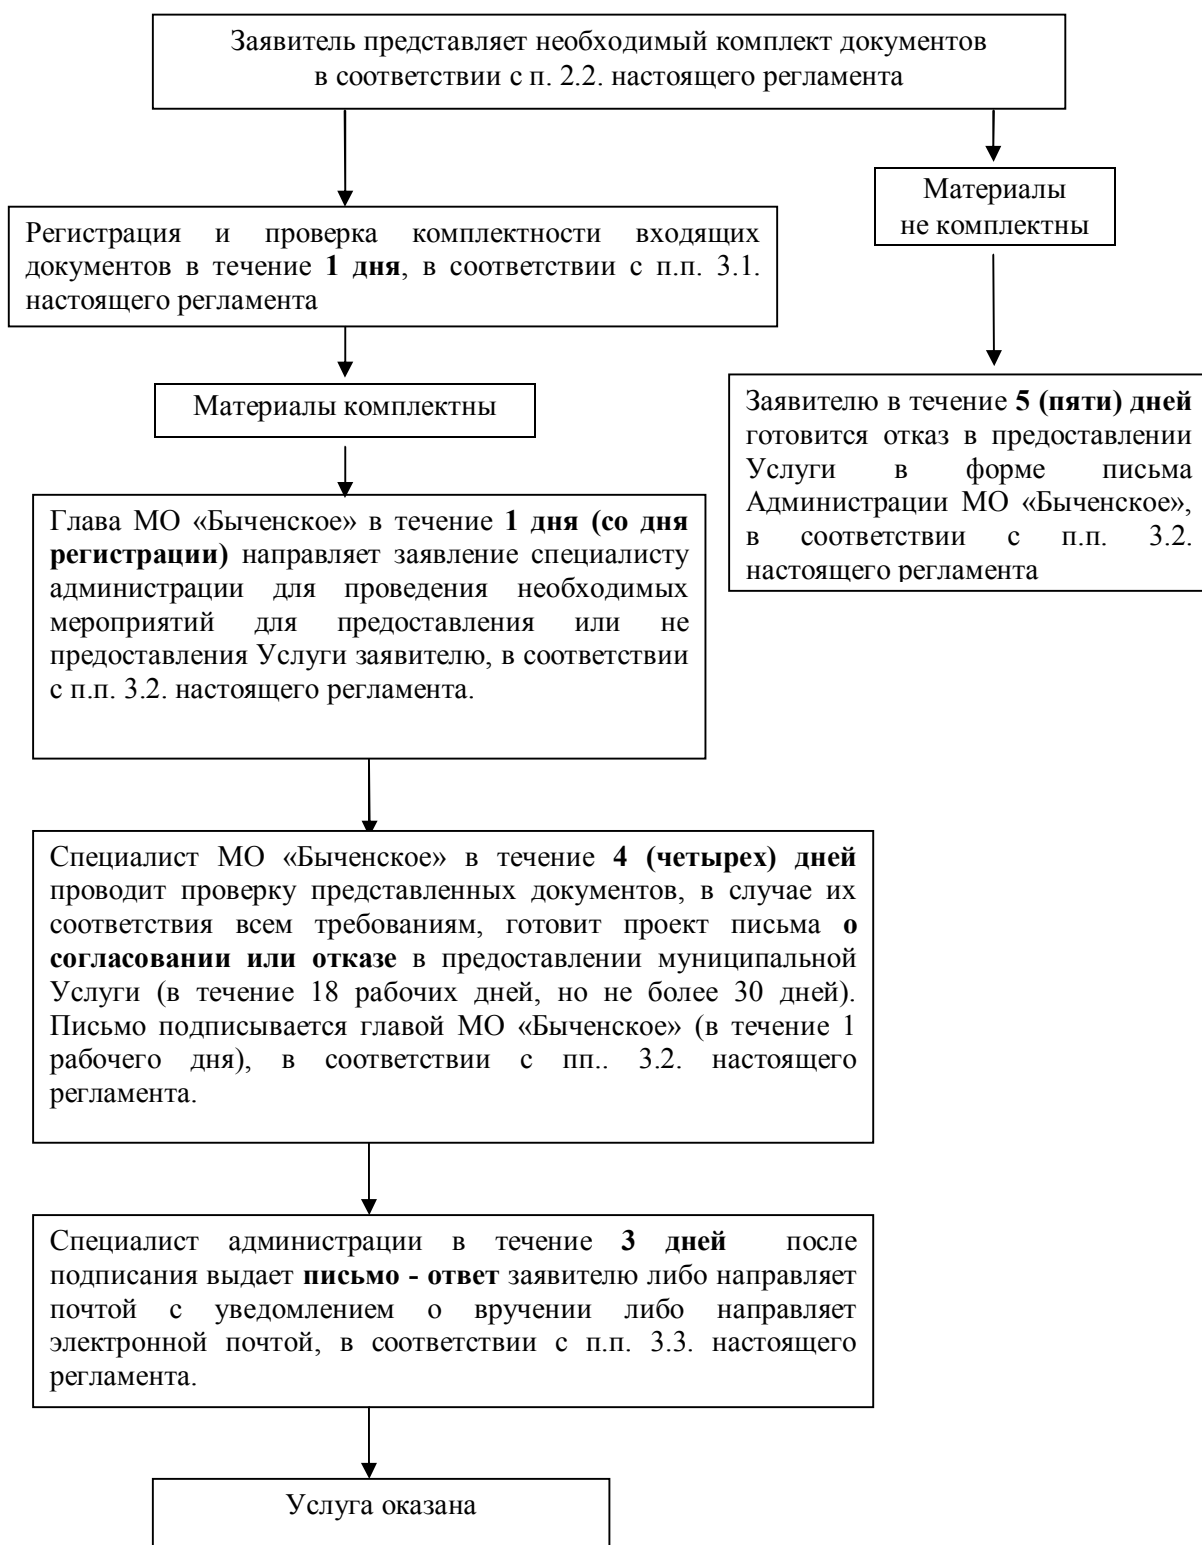 Заявитель представляет необходимый комплект документов
в соответствии с п. 2.2. настоящего регламента
Материалы
не комплектны
Регистрация и проверка комплектности входящих
документов в течение 1 дня, в соответствии с п.п. 3.1.
настоящего регламента
Материалы комплектны
Заявителю в течение 5 (пяти) дней
готовится отказ в предоставлении
Услуги в форме письма
Администрации МО «Быченское»,
в соответствии с п.п. 3.2.
настоящего регламента
Глава МО «Быченское» в течение 1 дня (со дня
регистрации) направляет заявление специалисту
администрации для проведения необходимых
мероприятий для предоставления или не
предоставления Услуги заявителю, в соответствии
с п.п. 3.2. настоящего регламента.
Специалист МО «Быченское» в течение 4 (четырех) дней
проводит проверку представленных документов, в случае их
соответствия всем требованиям, готовит проект письма о
согласовании или отказе в предоставлении муниципальной
Услуги (в течение 18 рабочих дней, но не более 30 дней).
Письмо подписывается главой МО «Быченское» (в течение 1
рабочего дня), в соответствии с пп.. 3.2. настоящего
регламента.
Специалист администрации в течение 3 дней после
подписания выдает письмо - ответ заявителю либо направляет
почтой с уведомлением о вручении либо направляет
электронной почтой, в соответствии с п.п. 3.3. настоящего
регламента.
Услуга оказана